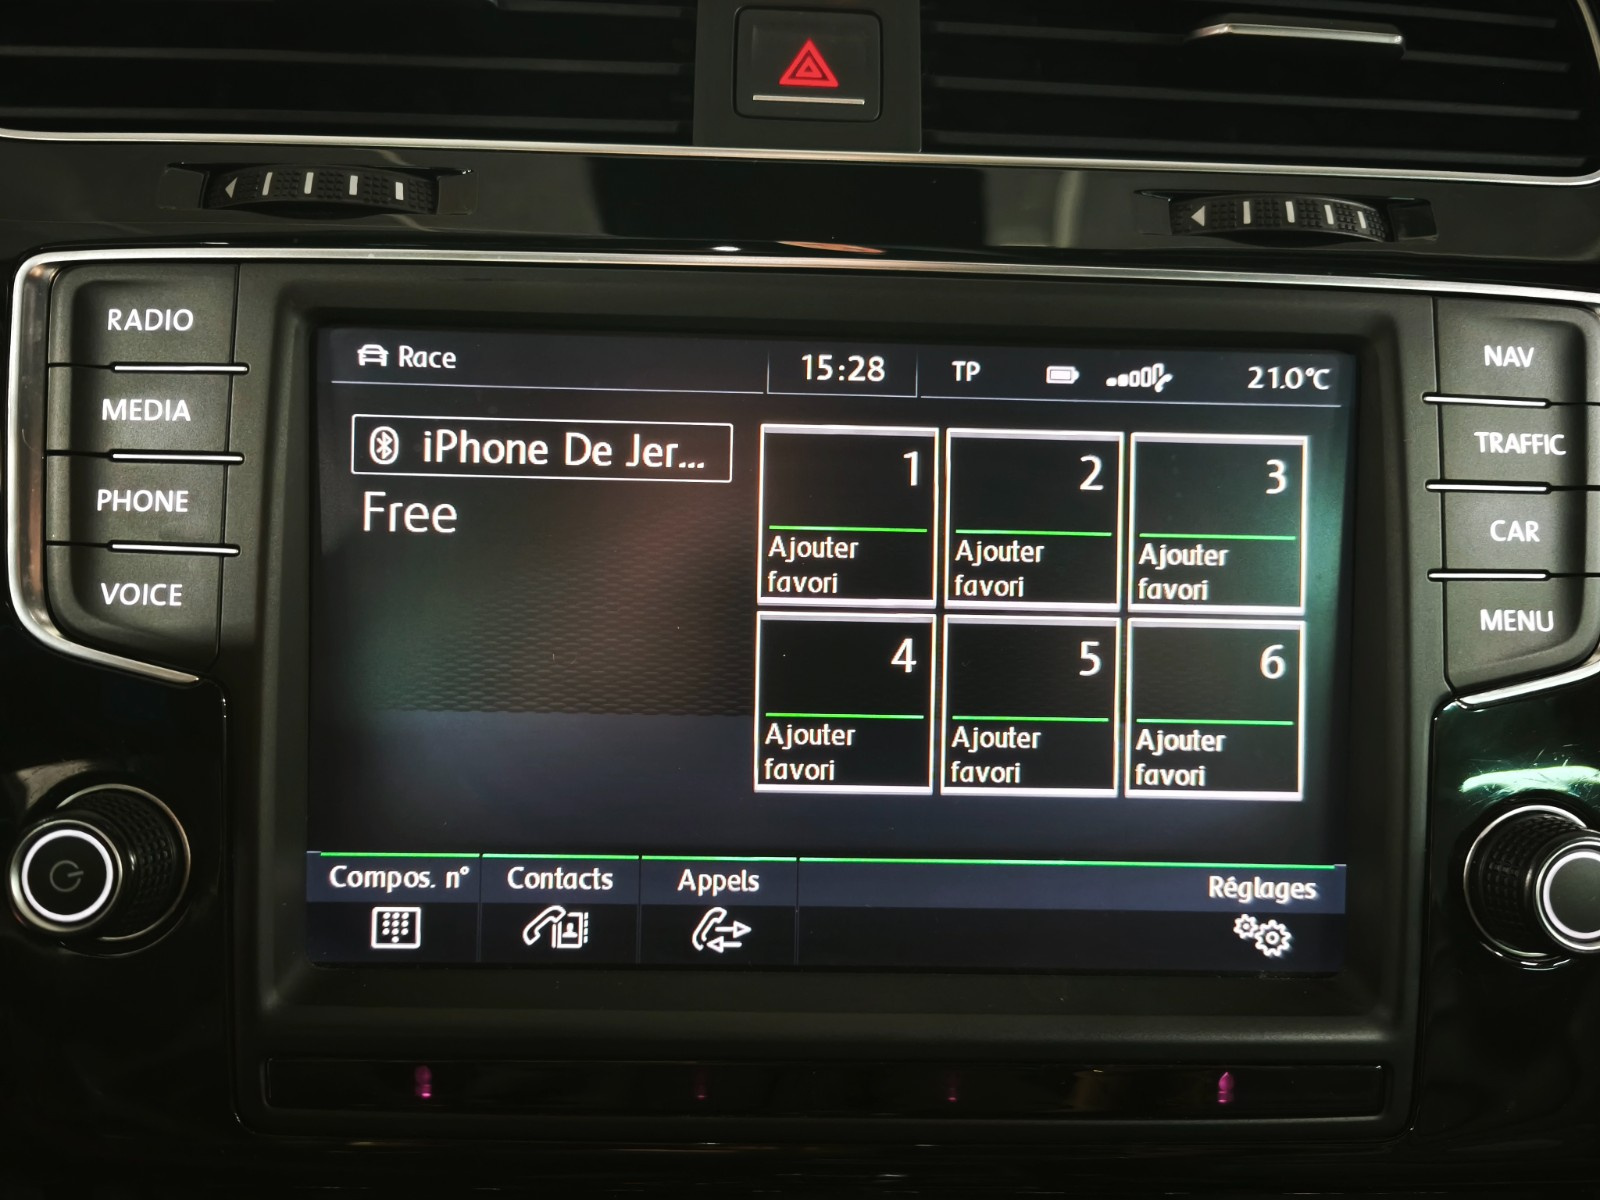 RADIO
MEDIA
PHONE
VOICE
Race
15:28
TP
21.0°C
iPhone De Jer...
Free
1
Ajouter
favori
2
Ajouter
favori
3
Ajouter
favori
4
Ajouter
favori
5
Ajouter
favori
6
Ajouter
favori
Compos. n°
Contacts
Appels
Réglages
NAV
TRAFFIC
CAR
MENU